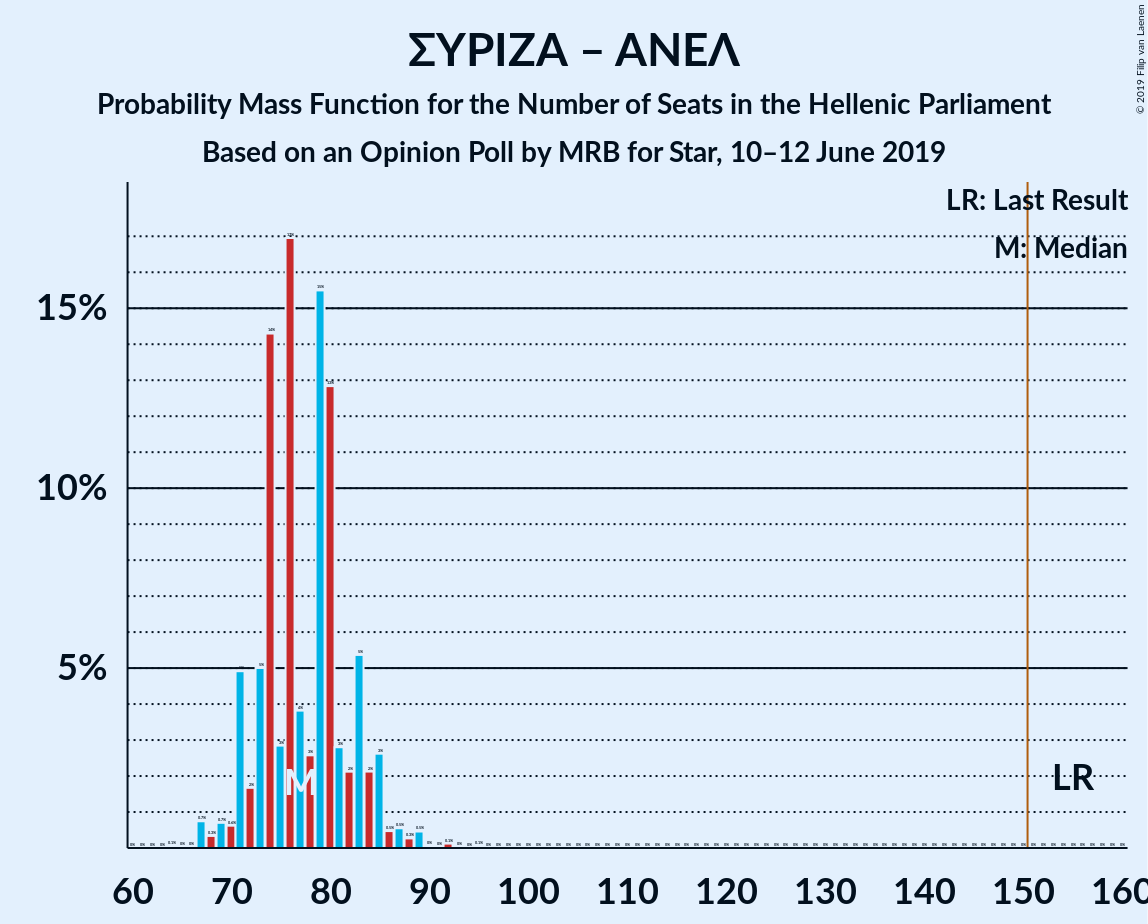 ΣΥΡΙΖΑ – ΑΝΕΛ
Probability Mass Function for the Number of Seats in the Hellenic Parliament
Based on an Opinion Poll by MRB for Star, 10–12 June 2019
© 2019 Filip van Laenen
LR: Last Result
M: Median
15%
10%
5%
M
LR
60 70 80 90 100 110 120 130 140 150 160